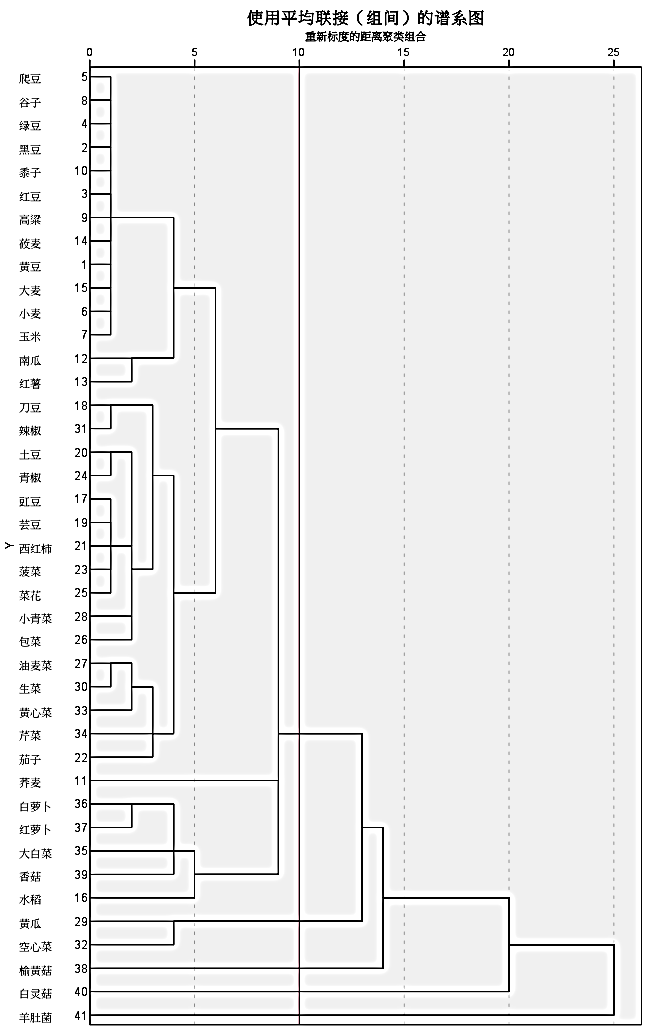 使用平均联接（组间）的谱系图
重新标度的距离聚类组合
0 5 10 15 20 25
爬豆 5
谷子 8
绿豆 4
黑豆 2
黍子 10
红豆 3
高粱 9
莜麦 14
黄豆 1
大麦 15
小麦 6
玉米 7
南瓜 12
红薯 13
刀豆 18
辣椒 31
土豆 20
青椒 24
豇豆 17
芸豆 19
Y
西红柿 21
菠菜 23
菜花 25
小青菜 28
包菜 26
油麦菜 27
生菜 30
黄心菜 33
芹菜 34
茄子 22
荞麦 11
白萝卜 36
红萝卜 37
大白菜 35
香菇 39
水稻 16
黄瓜 29
空心菜 32
榆黄菇 38
白灵菇 40
羊肚菌 41